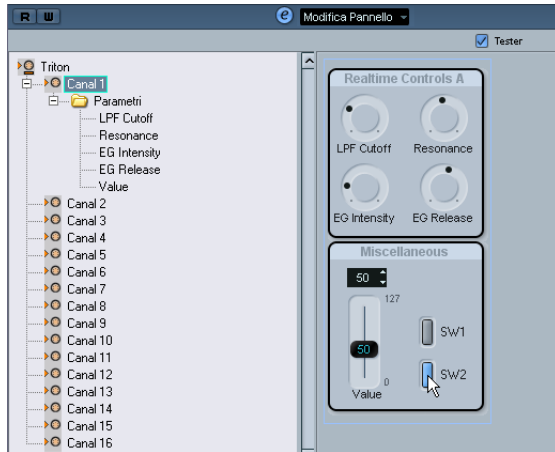 R W e Modifica Pannello
Tester
Triton
Canal 1
Parametri
LPF Cutoff
Resonance
EG Intensity
EG Release
Value
Canal 2
Canal 3
Canal 4
Canal 5
Canal 6
Canal 7
Canal 8
Canal 9
Canal 10
Canal 11
Canal 12
Canal 13
Canal 14
Canal 15
Canal 16
Realtime Controls A
LPF Cutoff Resonance
EG Intensity EG Release
Miscellaneous
50
127
50
SW1
SW2
0
Value